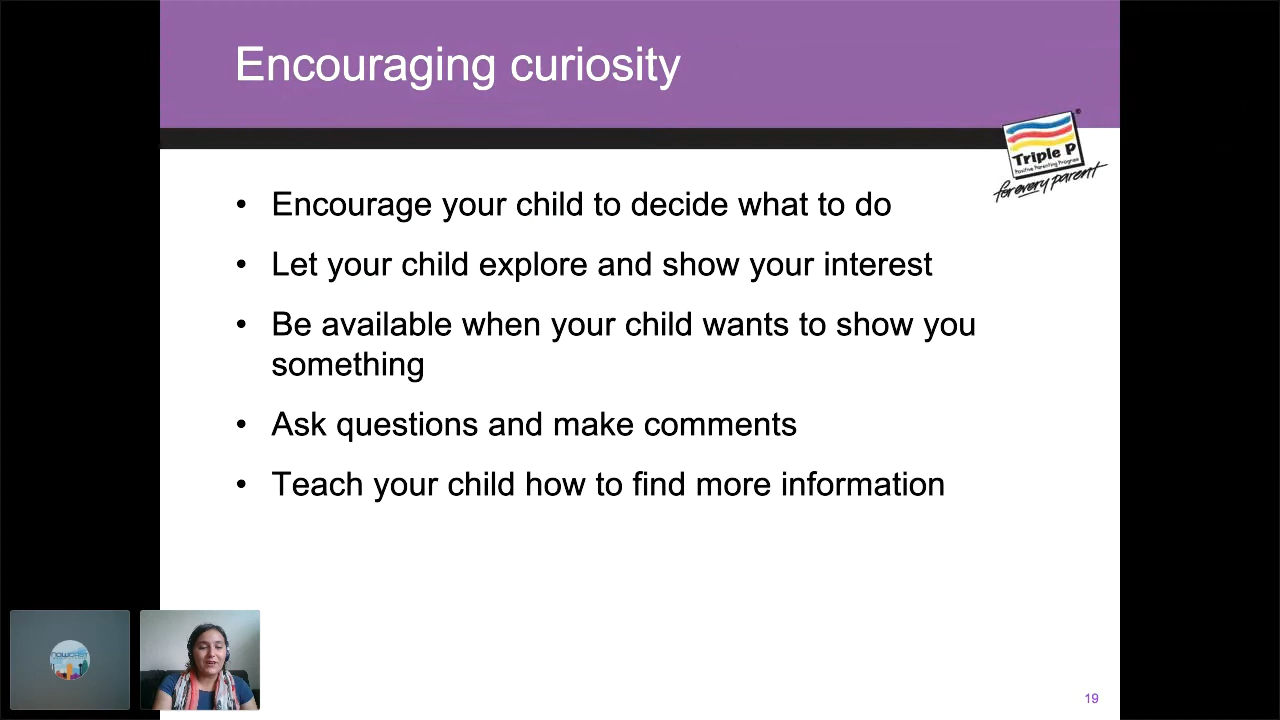 Encouraging curiosity
Triple P
Positive Parenting Program
for every parent
• Encourage your child to decide what to do
• Let your child explore and show your interest
• Be available when your child wants to show you
something
• Ask questions and make comments
• Teach your child how to find more information
19